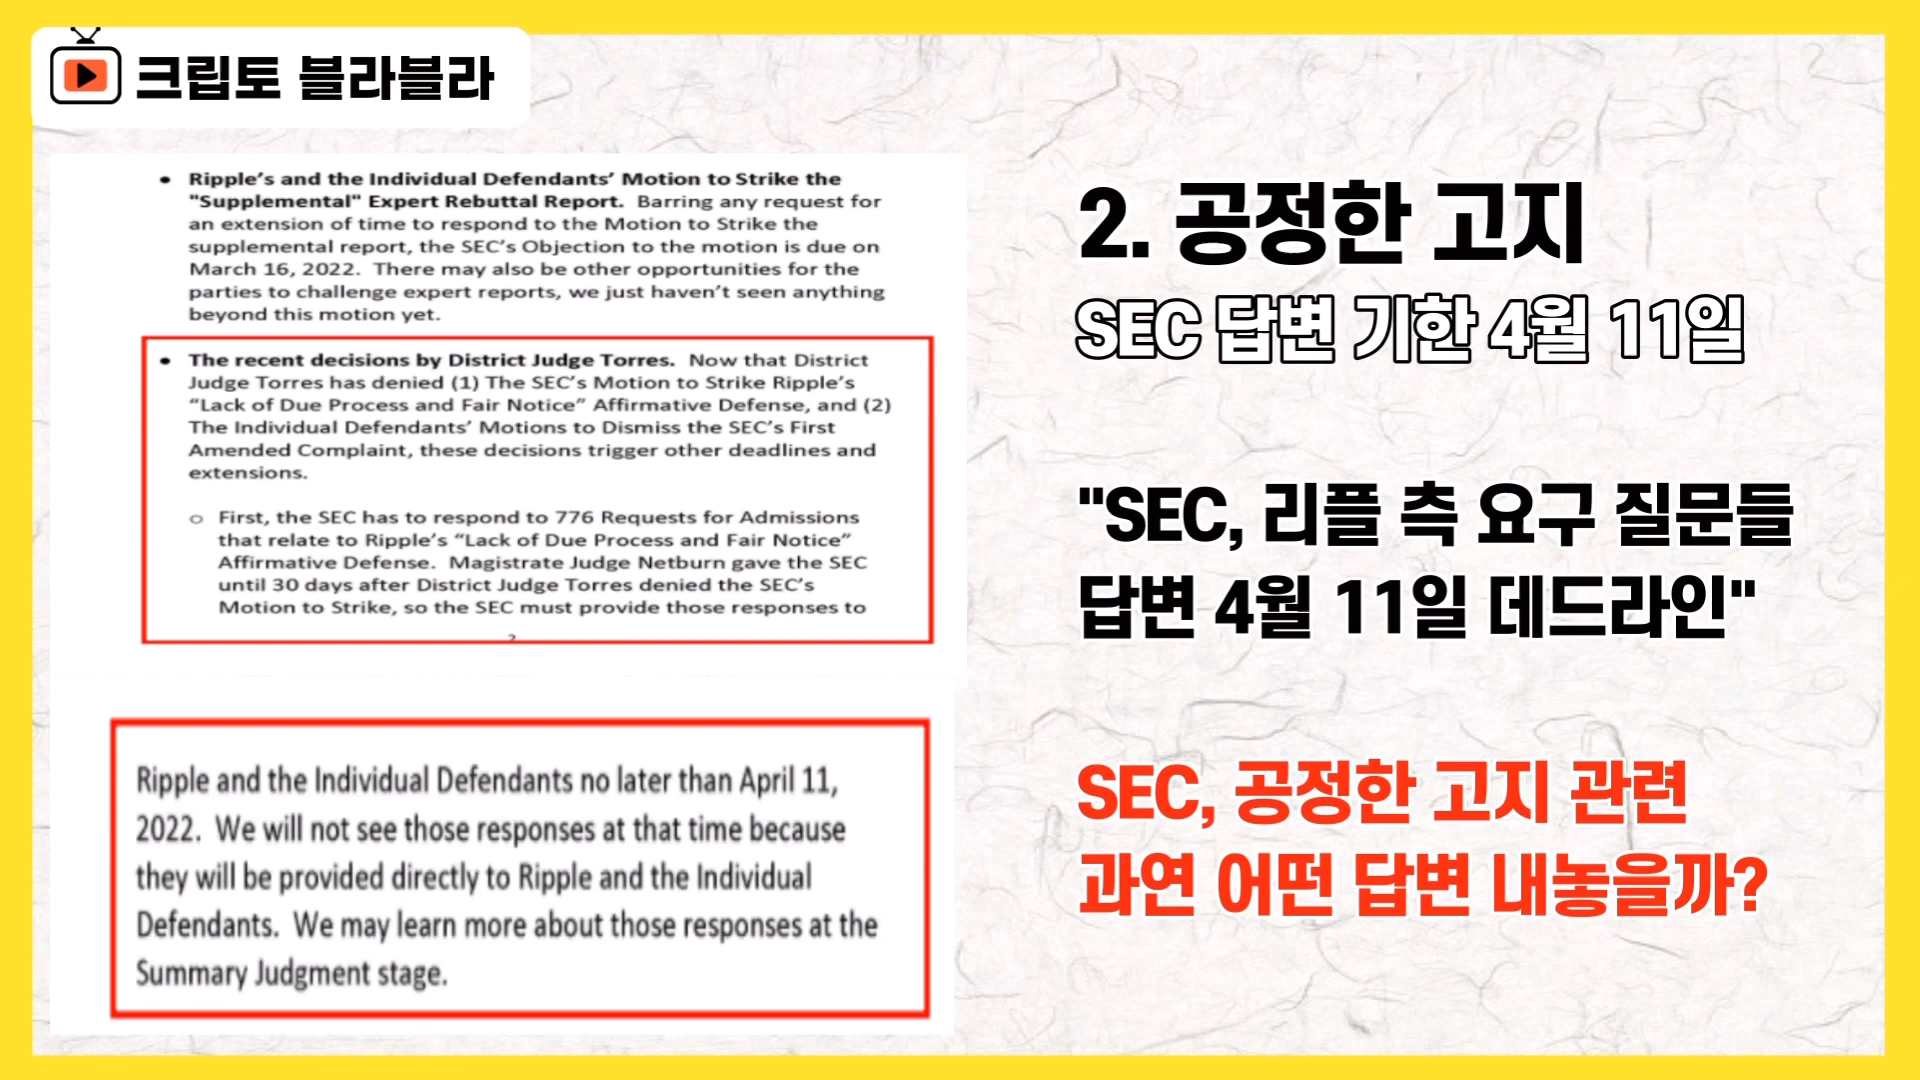 크립토 블라블라
• Ripple's and the Individual Defendants' Motion to Strike the
"Supplemental" Expert Rebuttal Report. Barring any request for
an extension of time to respond to the Motion to Strike the
supplemental report, the SEC's Objection to the motion is due on
March 16, 2022. There may also be other opportunities for the
parties to challenge expert reports, we just haven't seen anything
beyond this motion yet.
• The recent decisions by District Judge Torres. Now that District
Judge Torres has denied (1) The SEC's Motion to Strike Ripple's
"Lack of Due Process and Fair Notice" Affirmative Defense, and (2)
The Individual Defendants' Motions to Dismiss the SEC's First
Amended Complaint, these decisions trigger other deadlines and
extensions.
○ First, the SEC has to respond to 776 Requests for Admissions
that relate to Ripple's "Lack of Due Process and Fair Notice"
Affirmative Defense. Magistrate Judge Netburn gave the SEC
until 30 days after District Judge Torres denied the SEC's
Motion to Strike, so the SEC must provide those responses to
Ripple and the Individual Defendants no later than April 11,
2022. We will not see those responses at that time because
they will be provided directly to Ripple and the Individual
Defendants. We may learn more about those responses at the
Summary Judgment stage.
2. 공정한 고지
SEC 답변 기한 4월 11일
"SEC, 리플 측 요구 질문들
답변 4월 11일 데드라인"
SEC, 공정한 고지 관련
과연 어떤 답변 내놓을까?